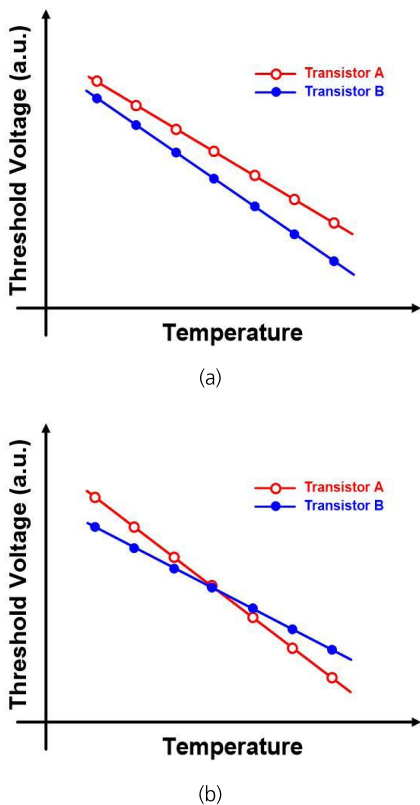 Threshold Voltage (a.u.)
Transistor A
Transistor B
Temperature
(a)
Threshold Voltage (a.u.)
Transistor A
Transistor B
Temperature
(b)